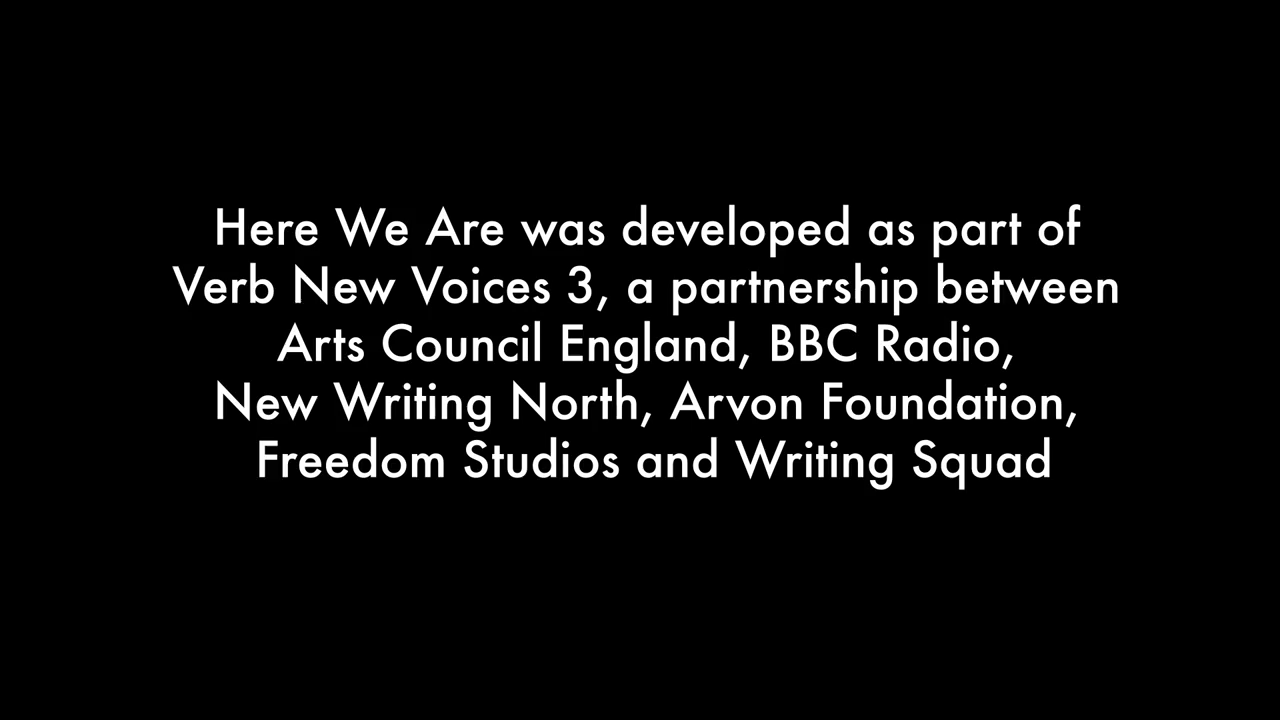 Here We Are was developed as part of
Verb New Voices 3, a partnership between
Arts Council England, BBC Radio,
New Writing North, Arvon Foundation,
Freedom Studios and Writing Squad